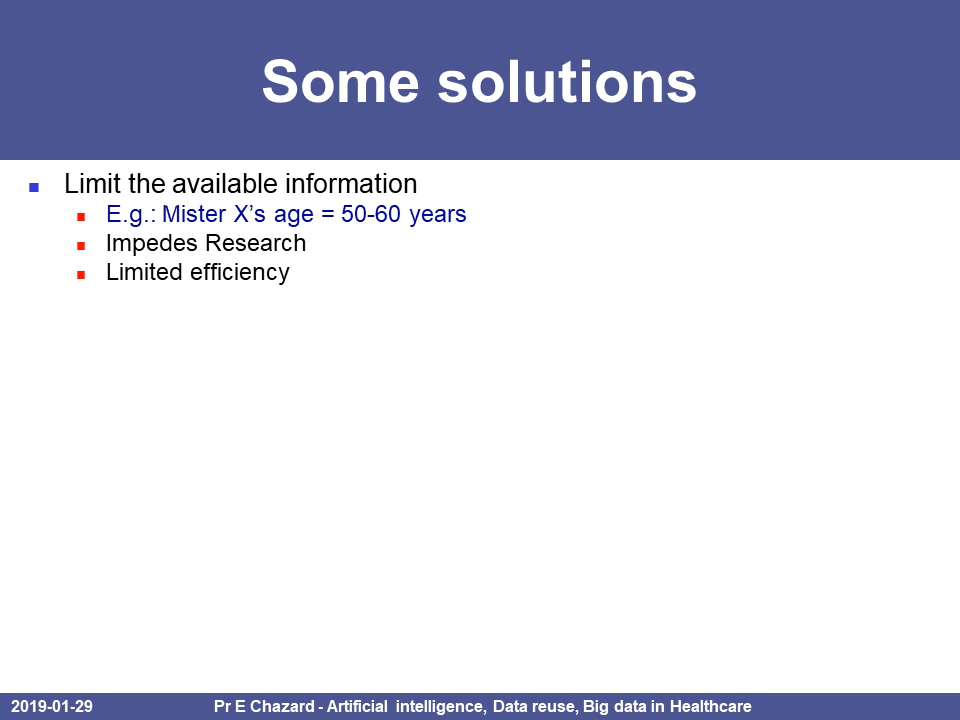 Some solutions
Limit the available information
E.g.: Mister X’s age = 50-60 years
Impedes Research
Limited efficiency
2019-01-29
Pr E Chazard - Artificial intelligence, Data reuse, Big data in Healthcare